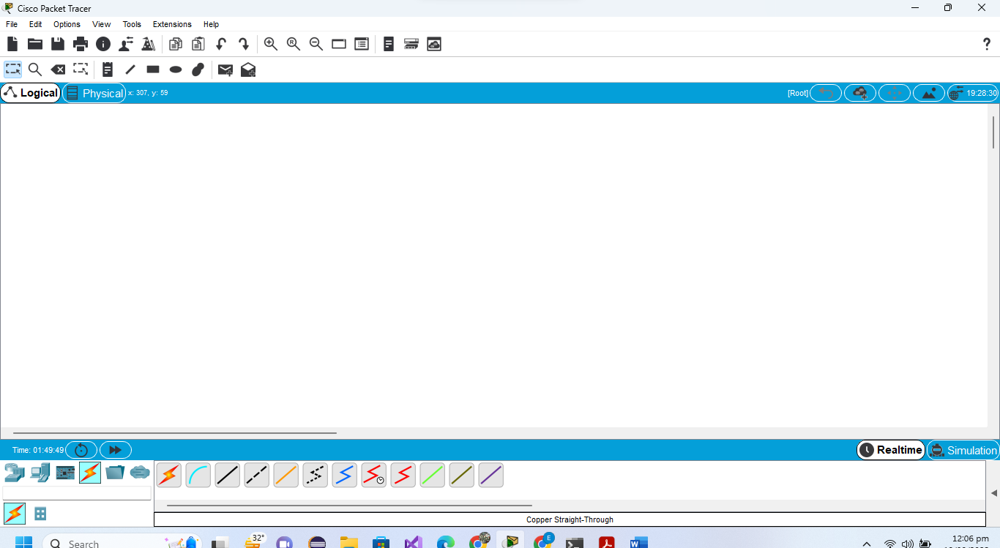 Cisco Packet Tracer
File Edit Options View Tools Extensions Help
R
?
Logical Physical x: 307, y: 59 [Root] 19:28:30
Time: 01:49:49 Realtime Simulation
Copper Straight-Through
Search 32° E W 12:06 pm